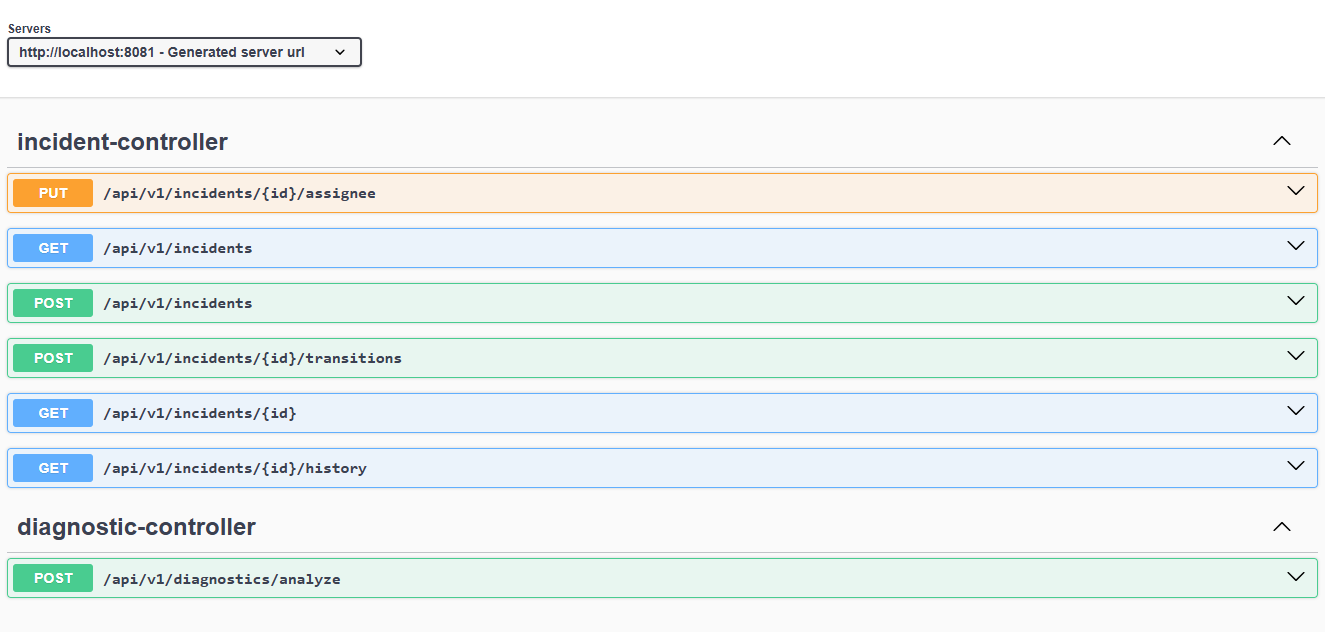 Servers
http://localhost:8081 - Generated server url
incident-controller
PUT /api/v1/incidents/{id}/assignee
GET /api/v1/incidents
POST /api/v1/incidents
POST /api/v1/incidents/{id}/transitions
GET /api/v1/incidents/{id}
GET /api/v1/incidents/{id}/history
diagnostic-controller
POST /api/v1/diagnostics/analyze